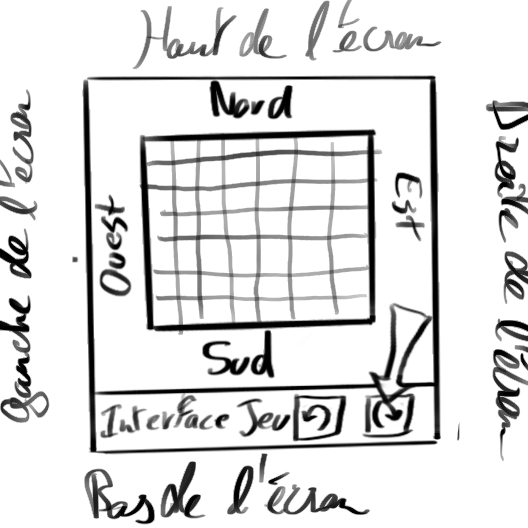 Haut de l'écran
Nord
gauche de l'écran
Ouest
Est
Droite de l'écran
Sud
Interface Jeu
Bas de l'écran